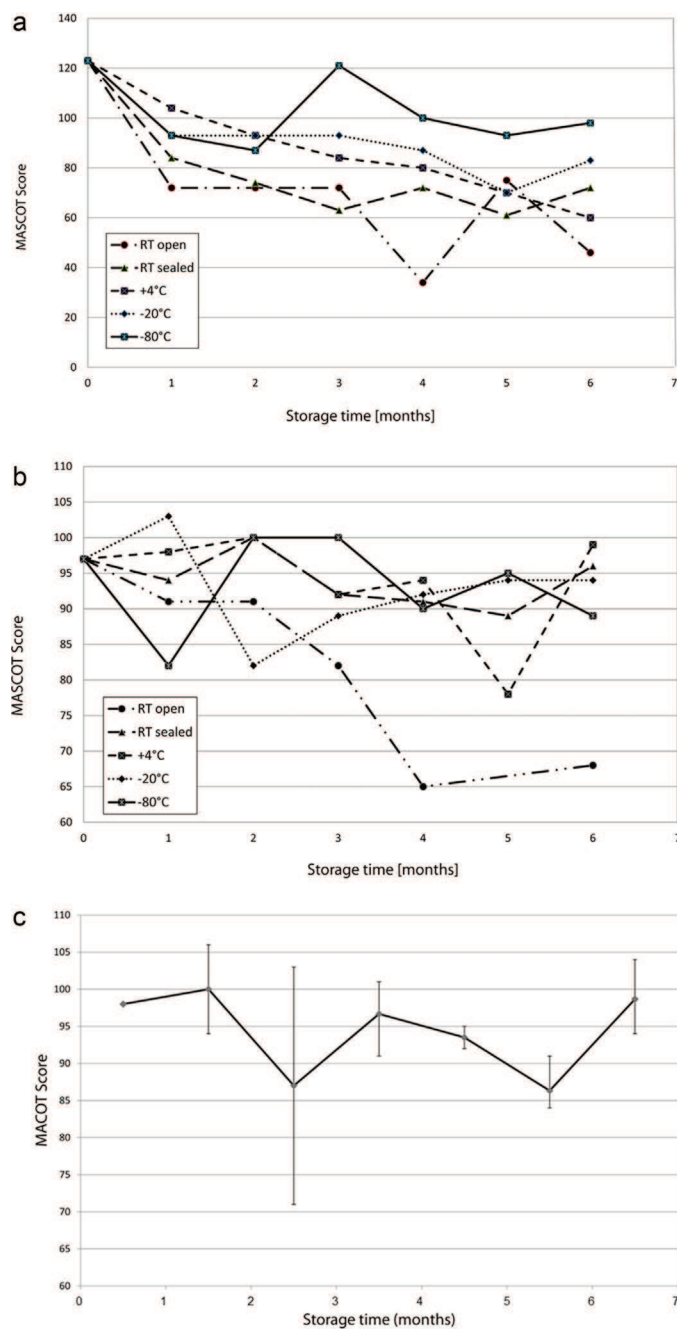 a
140
120
100
80
60
40
20
0
MASCOT Score
RT open
RT sealed
+4°C
-20°C
-80°C
0 1 2 3 4 5 6 7
Storage time [months]
b
110
105
100
95
90
85
80
75
70
65
60
MASCOT Score
RT open
RT sealed
+4°C
-20°C
-80°C
0 1 2 3 4 5 6 7
Storage time [months]
c
110
105
100
95
90
85
80
75
70
65
60
MACOT Score
0 1 2 3 4 5 6 7
Storage time (months)